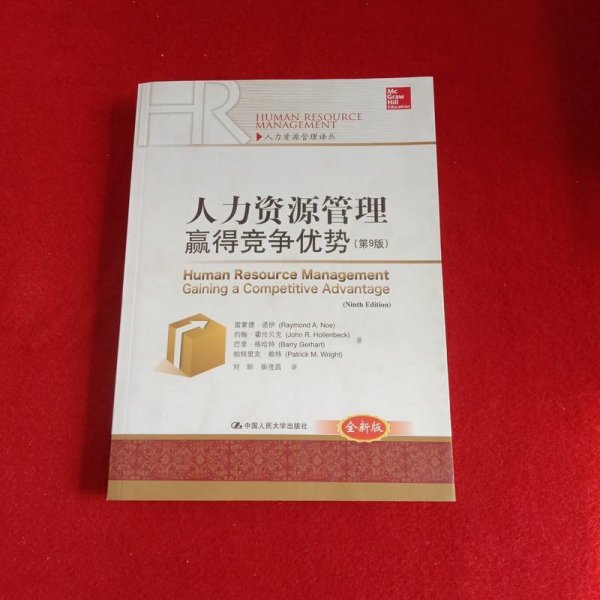 HR
Mc
Graw
Hill
Education
HUMAN RESOURCE
MANAGEMENT
人力资源管理译丛
人力资源管理
赢得竞争优势(第9版)
Human Resource Management
Gaining a Competitive Advantage
(Ninth Edition)
雷蒙德·诺伊 (Raymond A. Noe)
约翰·霍伦贝克 (John R. Hollenbeck)
巴里·格哈特 (Barry Gerhart)
著
帕特里克·赖特 (Patrick M. Wright)
刘昕 柴茂昌 译
中国人民大学出版社
全新版